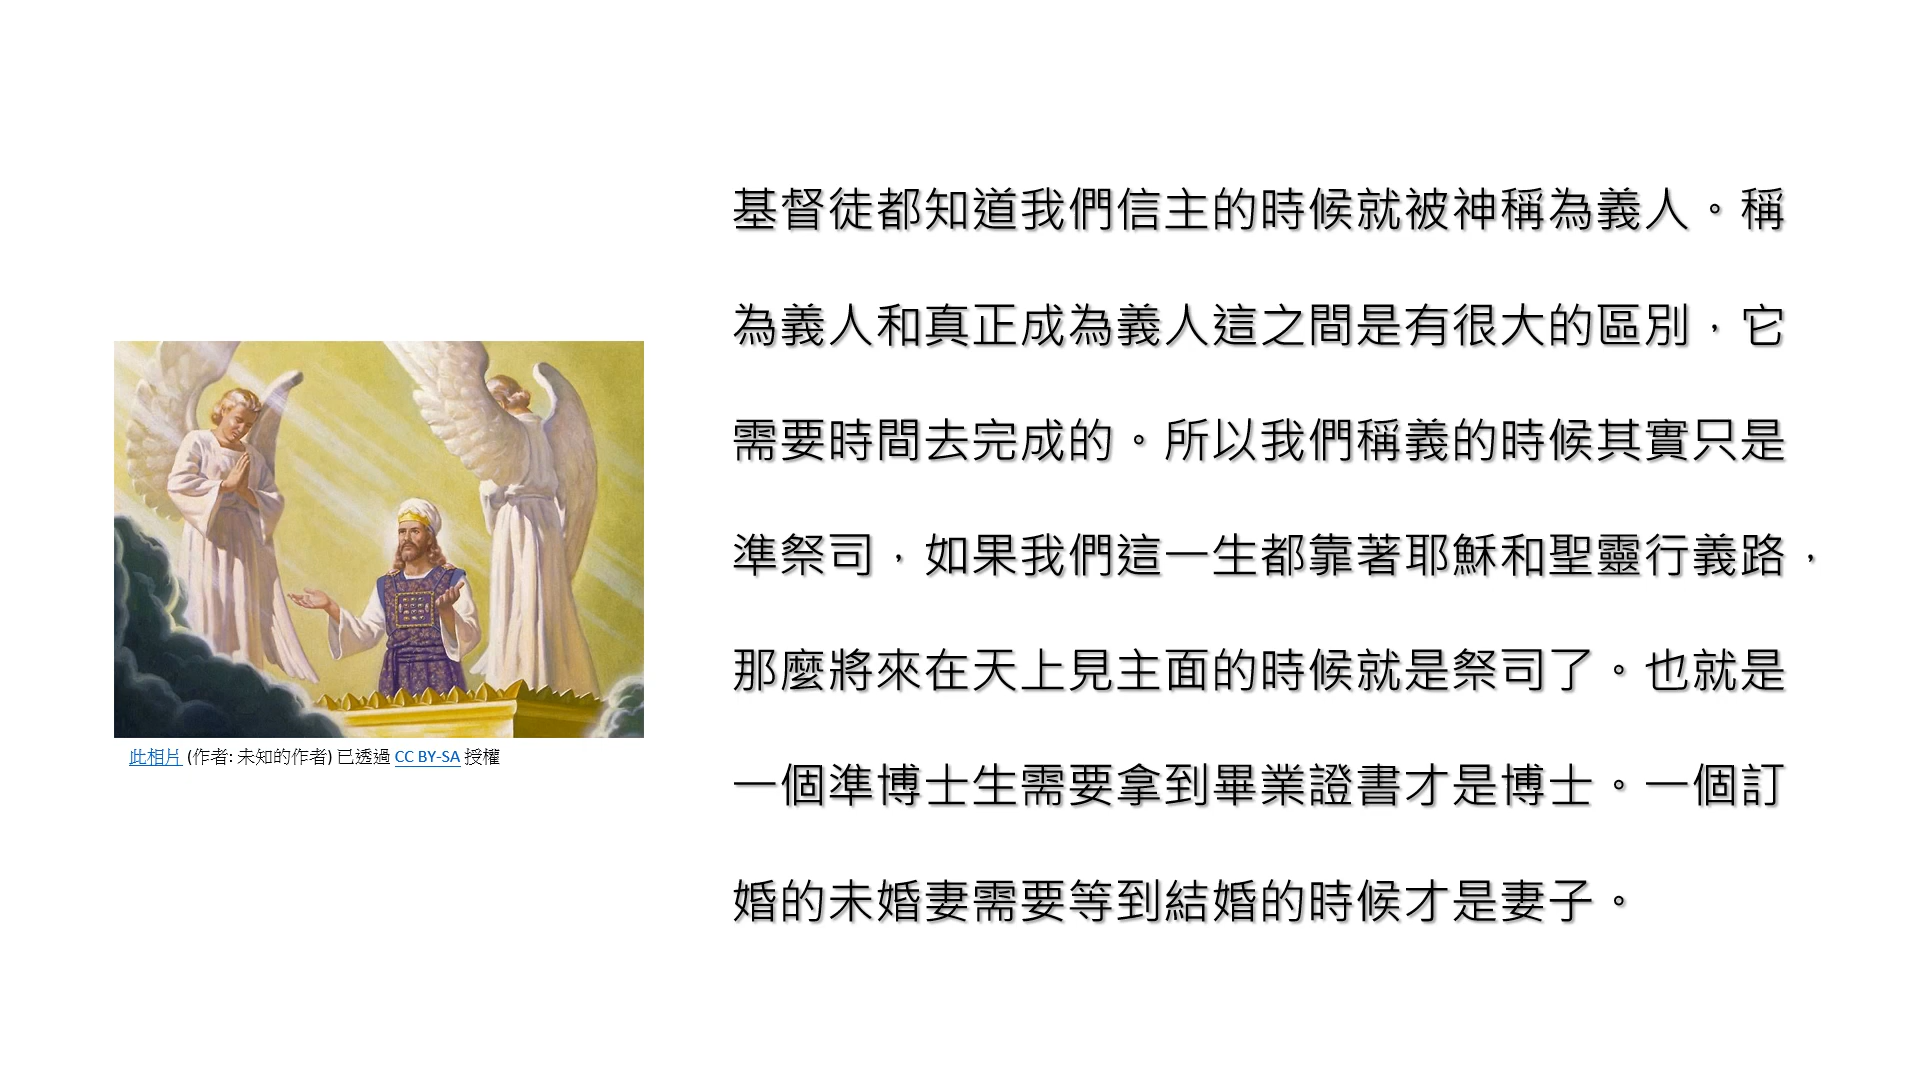 基督徒都知道我們信主的時候就被神稱為義人。稱
為義人和真正成為義人這之間是有很大的區別，它
需要時間去完成的。所以我們稱義的時候其實只是
準祭司，如果我們這一生都靠著耶穌和聖靈行義路，
那麼將來在天上見主面的時候就是祭司了。也就是
一個準博士生需要拿到畢業證書才是博士。一個訂
婚的未婚妻需要等到結婚的時候才是妻子。
此相片 (作者: 未知的作者) 已透過 CC BY-SA 授權